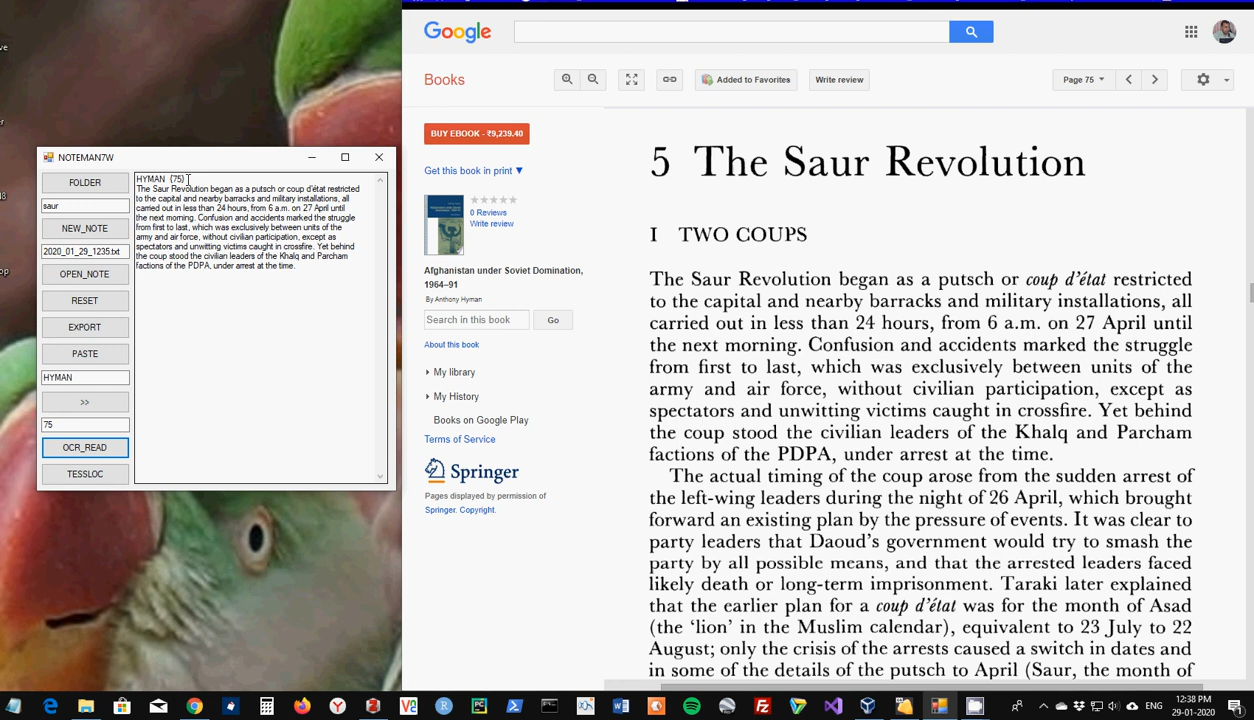 NOTEMAN7W
FOLDER
saur
NEW_NOTE
2020_01_29_1235.txt
OPEN_NOTE
RESET
EXPORT
PASTE
HYMAN
>>
75
OCR_READ
TESSLOC
HYMAN {75}
The Saur Revolution began as a putsch or coup d'état restricted
to the capital and nearby barracks and military installations, all
carried out in less than 24 hours, from 6 a.m. on 27 April until
the next morning. Confusion and accidents marked the struggle
from first to last, which was exclusively between units of the
army and air force, without civilian participation, except as
spectators and unwitting victims caught in crossfire. Yet behind
the coup stood the civilian leaders of the Khalq and Parcham
factions of the PDPA, under arrest at the time.
Google
Books
Added to Favorites
Write review
Page 75
BUY EBOOK - ₹9,239.40
Get this book in print ▼
0 Reviews
Write review
Afghanistan under Soviet Domination,
1964–91
By Anthony Hyman
Search in this book
Go
About this book
My library
My History
Books on Google Play
Terms of Service
Springer
Pages displayed by permission of
Springer. Copyright.
5 The Saur Revolution
I TWO COUPS
The Saur Revolution began as a putsch or coup d'état restricted
to the capital and nearby barracks and military installations, all
carried out in less than 24 hours, from 6 a.m. on 27 April until
the next morning. Confusion and accidents marked the struggle
from first to last, which was exclusively between units of the
army and air force, without civilian participation, except as
spectators and unwitting victims caught in crossfire. Yet behind
the coup stood the civilian leaders of the Khalq and Parcham
factions of the PDPA, under arrest at the time.
The actual timing of the coup arose from the sudden arrest of
the left-wing leaders during the night of 26 April, which brought
forward an existing plan by the pressure of events. It was clear to
party leaders that Daoud's government would try to smash the
party by all possible means, and that the arrested leaders faced
likely death or long-term imprisonment. Taraki later explained
that the earlier plan for a coup d'état was for the month of Asad
(the 'lion' in the Muslim calendar), equivalent to 23 July to 22
August; only the crisis of the arrests caused a switch in dates and
in some of the details of the putsch to April (Saur, the month of
ENG
12:38 PM
29-01-2020